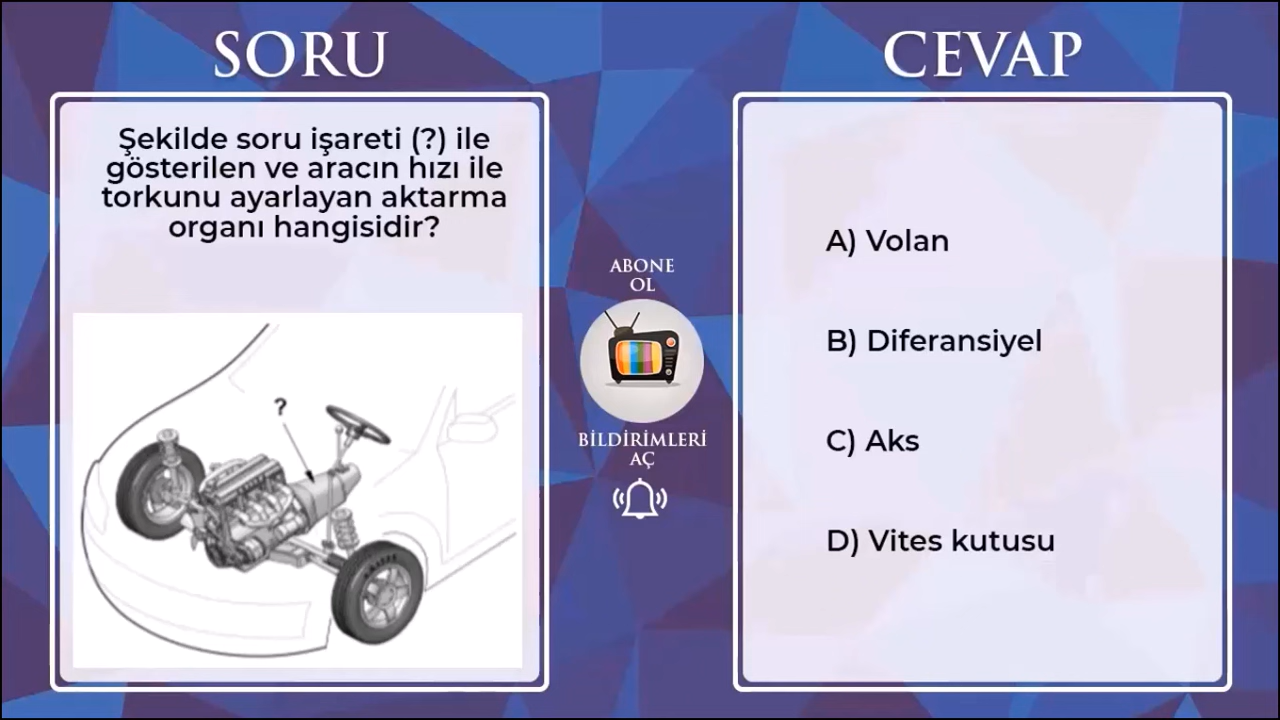 SORU
Şekilde soru işareti (?) ile
gösterilen ve aracın hızı ile
torkunu ayarlayan aktarma
organı hangisidir?
?
ABONE
OL
BİLDİRİMLERİ
AÇ
CEVAP
A) Volan
B) Diferansiyel
C) Aks
D) Vites kutusu